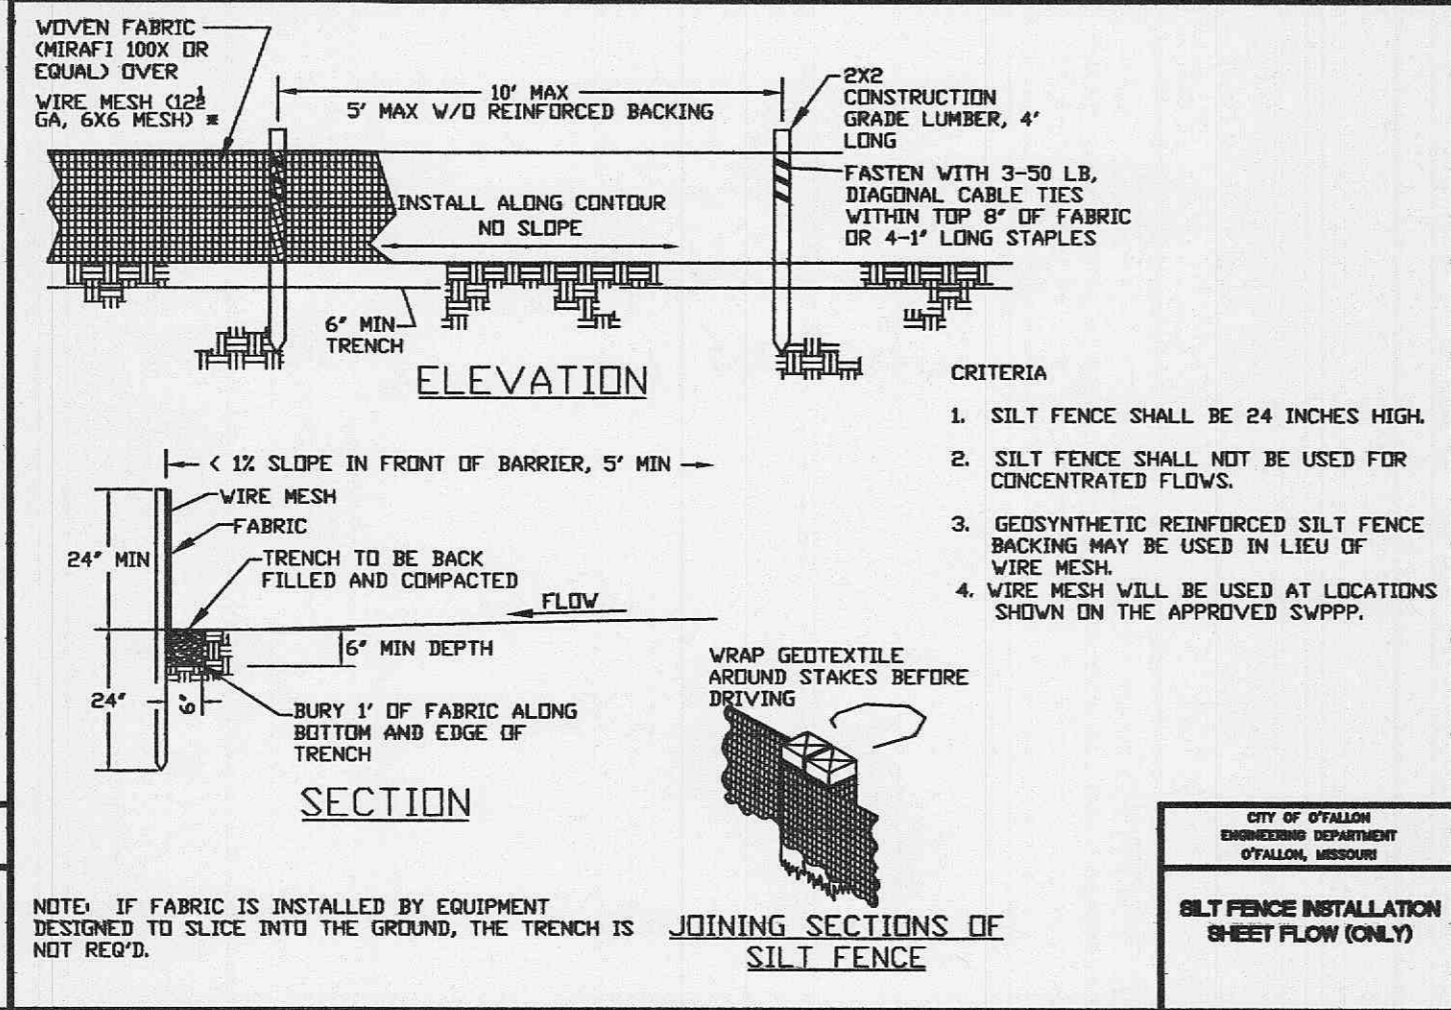 WOVEN FABRIC
(MIRAFI 100X OR
EQUAL) OVER
WIRE MESH (12½
GA, 6X6 MESH) *
10' MAX
5' MAX W/O REINFORCED BACKING
2X2
CONSTRUCTION
GRADE LUMBER, 4'
LONG
FASTEN WITH 3-50 LB,
DIAGONAL CABLE TIES
WITHIN TOP 8" OF FABRIC
OR 4-1" LONG STAPLES
INSTALL ALONG CONTOUR
NO SLOPE
6" MIN
TRENCH
ELEVATION
CRITERIA
1. SILT FENCE SHALL BE 24 INCHES HIGH.
2. SILT FENCE SHALL NOT BE USED FOR
CONCENTRATED FLOWS.
3. GEOSYNTHETIC REINFORCED SILT FENCE
BACKING MAY BE USED IN LIEU OF
WIRE MESH.
4. WIRE MESH WILL BE USED AT LOCATIONS
SHOWN ON THE APPROVED SWPPP.
< 1% SLOPE IN FRONT OF BARRIER, 5' MIN
WIRE MESH
FABRIC
24" MIN
TRENCH TO BE BACK
FILLED AND COMPACTED
FLOW
6" MIN DEPTH
24"
6"
BURY 1' OF FABRIC ALONG
BOTTOM AND EDGE OF
TRENCH
SECTION
WRAP GEOTEXTILE
AROUND STAKES BEFORE
DRIVING
JOINING SECTIONS OF
SILT FENCE
NOTE: IF FABRIC IS INSTALLED BY EQUIPMENT
DESIGNED TO SLICE INTO THE GROUND, THE TRENCH IS
NOT REQ'D.
CITY OF O'FALLON
ENGINEERING DEPARTMENT
O'FALLON, MISSOURI
SILT FENCE INSTALLATION
SHEET FLOW (ONLY)